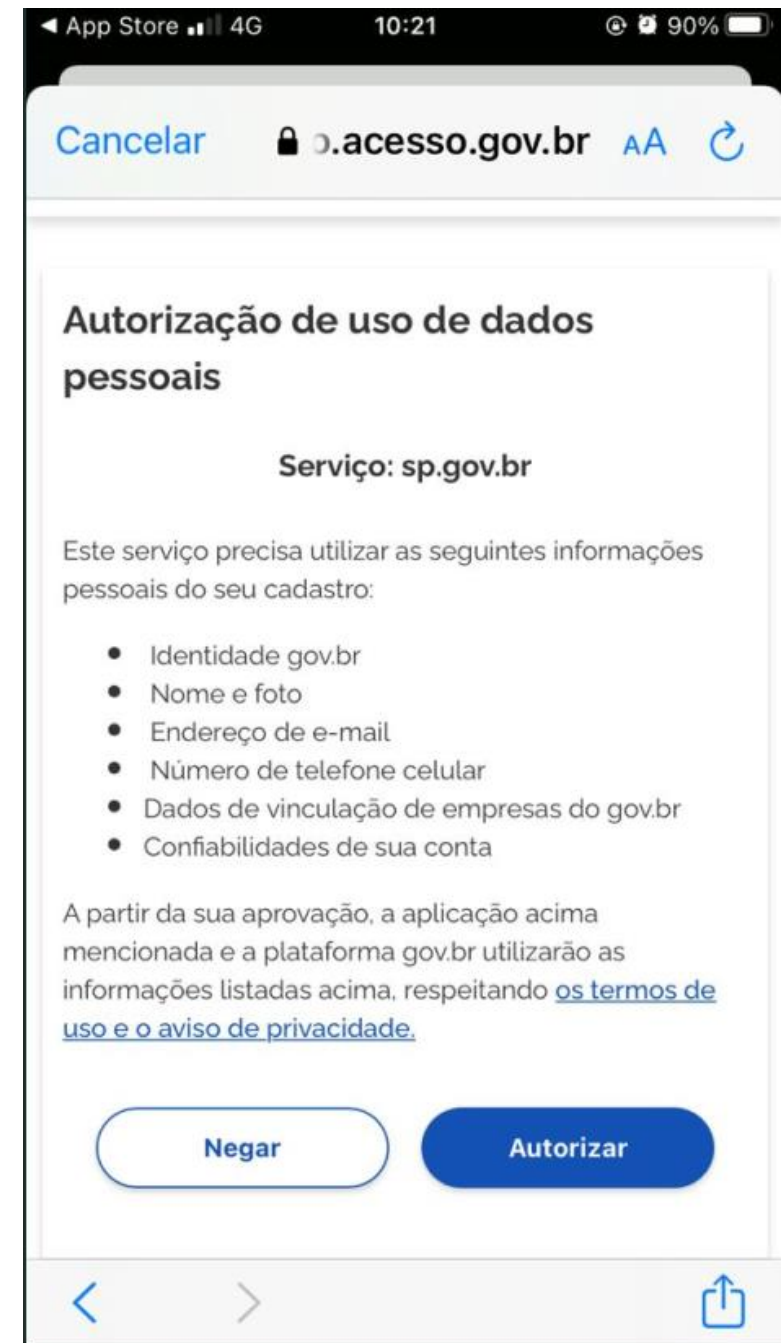 ◀ App Store 4G 10:21 90%
Cancelar .acesso.gov.br AA
Autorização de uso de dados
pessoais
Serviço: sp.gov.br
Este serviço precisa utilizar as seguintes informações
pessoais do seu cadastro:
• Identidade gov.br
• Nome e foto
• Endereço de e-mail
• Número de telefone celular
• Dados de vinculação de empresas do gov.br
• Confiabilidades de sua conta
A partir da sua aprovação, a aplicação acima
mencionada e a plataforma gov.br utilizarão as
informações listadas acima, respeitando os termos de
uso e o aviso de privacidade.
Negar Autorizar